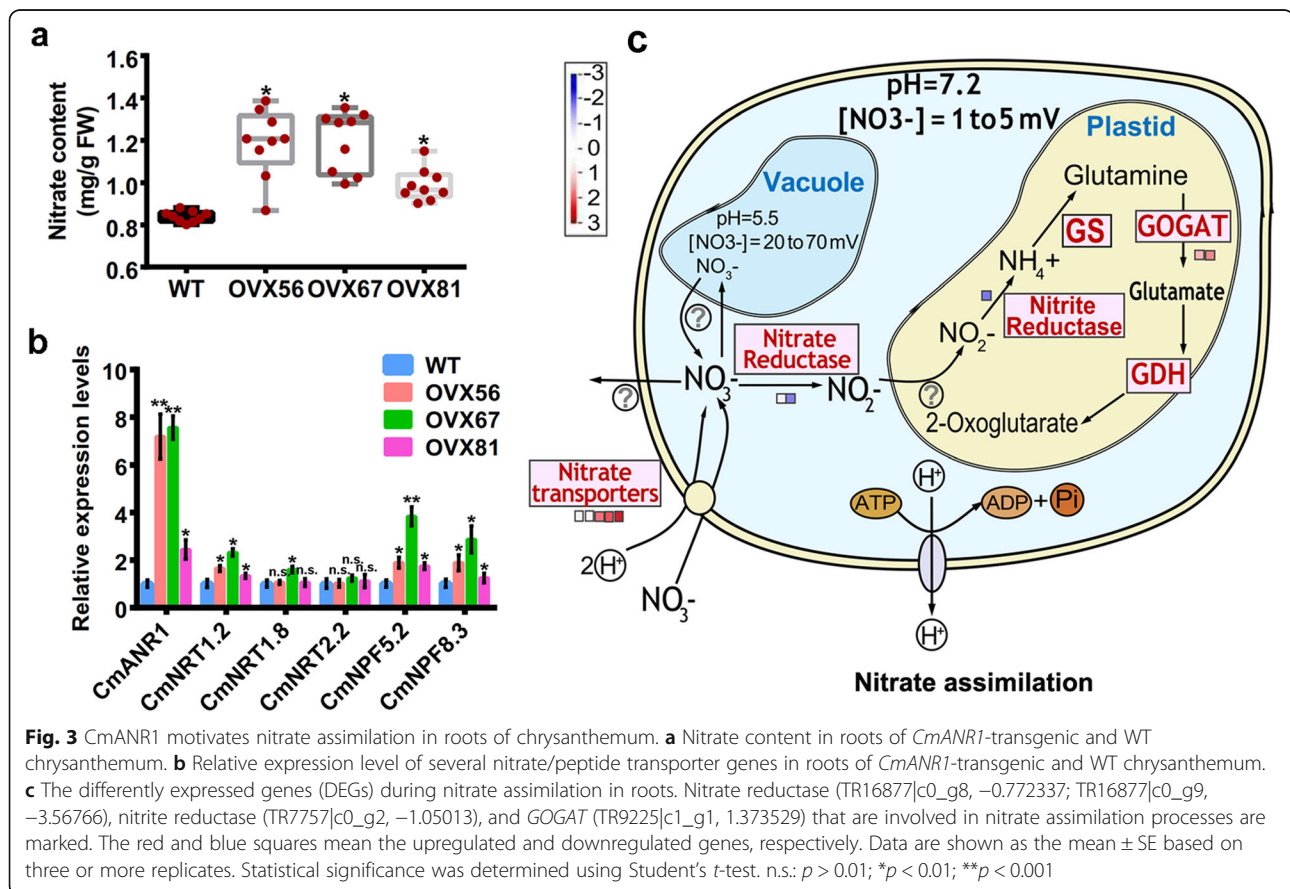 a
Nitrate content
(mg/g FW)
1.6
1.4
1.2
1.0
0.8
0.6
*
*
*
WT OVX56 OVX67 OVX81
-3
-2
-1
0
1
2
3
b
Relative expression levels
10
8
6
4
2
0
WT
OVX56
OVX67
OVX81
** ** *
* * *
n.s. * n.s.
n.s. n.s. n.s.
* ** *
* * *
CmANR1
CmNRT1.2
CmNRT1.8
CmNRT2.2
CmNPF5.2
CmNPF8.3
c
pH=7.2
[NO3-] = 1 to 5 mV
Vacuole
pH=5.5
[NO3-] = 20 to 70 mV
NO3-
?
Plastid
Glutamine
GS
GOGAT
NH4+
Glutamate
Nitrite
Reductase
NO2-
GDH
2-Oxoglutarate
Nitrate
Reductase
NO3-
NO2-
?
?
Nitrate
transporters
2H+
NO3-
ATP
H+
ADP + Pi
H+
Nitrate assimilation
Fig. 3 CmANR1 motivates nitrate assimilation in roots of chrysanthemum. a Nitrate content in roots of CmANR1-transgenic and WT
chrysanthemum. b Relative expression level of several nitrate/peptide transporter genes in roots of CmANR1-transgenic and WT chrysanthemum.
c The differently expressed genes (DEGs) during nitrate assimilation in roots. Nitrate reductase (TR16877|c0_g8, −0.772337; TR16877|c0_g9,
−3.56766), nitrite reductase (TR7757|c0_g2, −1.05013), and GOGAT (TR9225|c1_g1, 1.373529) that are involved in nitrate assimilation processes are
marked. The red and blue squares mean the upregulated and downregulated genes, respectively. Data are shown as the mean ± SE based on
three or more replicates. Statistical significance was determined using Student's t-test. n.s.: p > 0.01; *p < 0.01; **p < 0.001